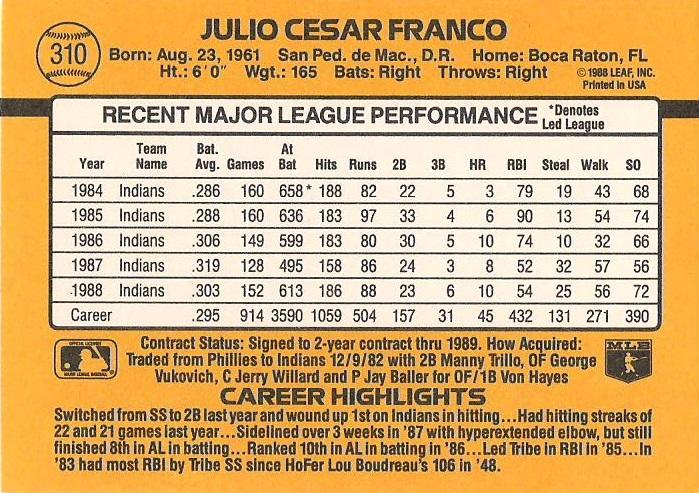 310
JULIO CESAR FRANCO
Born: Aug. 23, 1961 San Ped. de Mac., D.R. Home: Boca Raton, FL
Ht.: 6'0" Wgt.: 165 Bats: Right Throws: Right
©1988 LEAF, INC.
Printed in USA
RECENT MAJOR LEAGUE PERFORMANCE *Denotes Led League
Year Team Name Bat. Avg. Games At Bat Hits Runs 2B 3B HR RBI Steal Walk SO
1984 Indians .286 160 658* 188 82 22 5 3 79 19 43 68
1985 Indians .288 160 636 183 97 33 4 6 90 13 54 74
1986 Indians .306 149 599 183 80 30 5 10 74 10 32 66
1987 Indians .319 128 495 158 86 24 3 8 52 32 57 56
1988 Indians .303 152 613 186 88 23 6 10 54 25 56 72
Career .295 914 3590 1059 504 157 31 45 432 131 271 390
Contract Status: Signed to 2-year contract thru 1989. How Acquired:
Traded from Phillies to Indians 12/9/82 with 2B Manny Trillo, OF George
Vukovich, C Jerry Willard and P Jay Baller for OF/1B Von Hayes
OFFICIAL LICENSEE
MAJOR LEAGUE BASEBALL
MLB
CAREER HIGHLIGHTS
Switched from SS to 2B last year and wound up 1st on Indians in hitting...Had hitting streaks of
22 and 21 games last year...Sidelined over 3 weeks in '87 with hyperextended elbow, but still
finished 8th in AL in batting...Ranked 10th in AL in batting in '86...Led Tribe in RBI in '85...In
'83 had most RBI by Tribe SS since HoFer Lou Boudreau's 106 in '48.